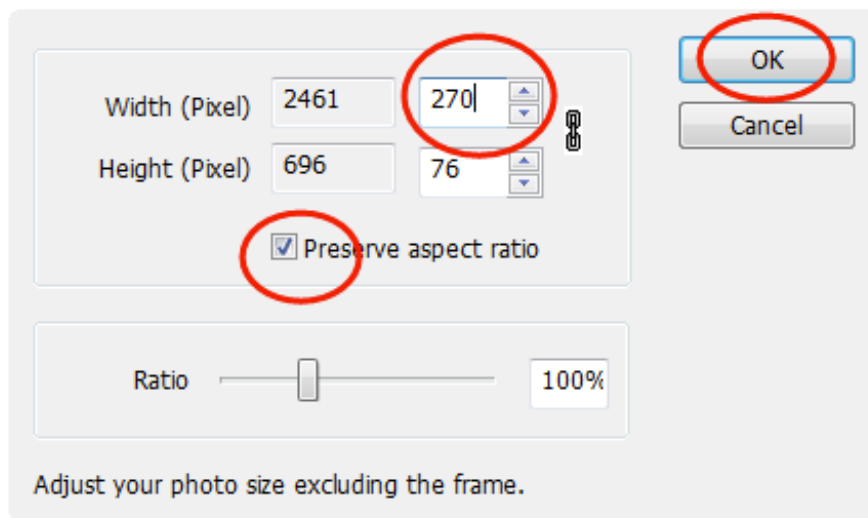 OK
Width (Pixel) 2461 270
Cancel
Height (Pixel) 696 76
Preserve aspect ratio
Ratio 100%
Adjust your photo size excluding the frame.